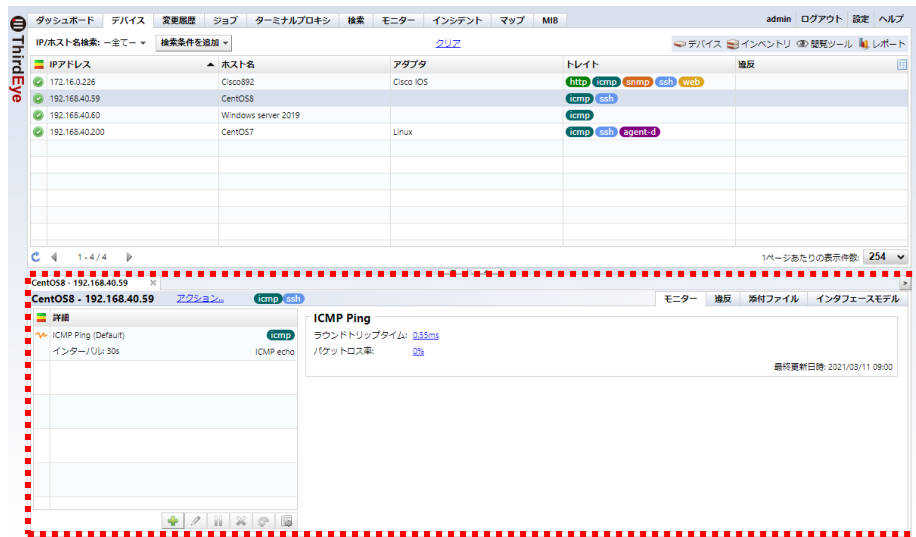 ThirdEye
ダッシュボード デバイス 変更履歴 ジョブ ターミナルプロキシ 検索 モニター インシデント マップ MIB admin ログアウト 設定 ヘルプ
IP/ホスト名検索: ー全てー 検索条件を追加 クリア デバイス インベントリ 閲覧ツール レポート
IPアドレス ホスト名 アダプタ トレイト 違反
172.16.0.226 Cisco892 Cisco IOS http icmp snmp ssh web
192.168.40.59 CentOS8 icmp ssh
192.168.40.60 Windows server 2019 icmp
192.168.40.200 CentOS7 Linux icmp ssh agent-d
1 - 4 / 4 1ページあたりの表示件数: 254
CentOS8 - 192.168.40.59
CentOS8 - 192.168.40.59 アクション... icmp ssh モニター 違反 添付ファイル インタフェースモデル
詳細
ICMP Ping (Default) icmp
インターバル: 30s ICMP echo
ICMP Ping
ラウンドトリップタイム: 0.55ms
パケットロス率: 0%
最終更新日時: 2021/03/11 09:00